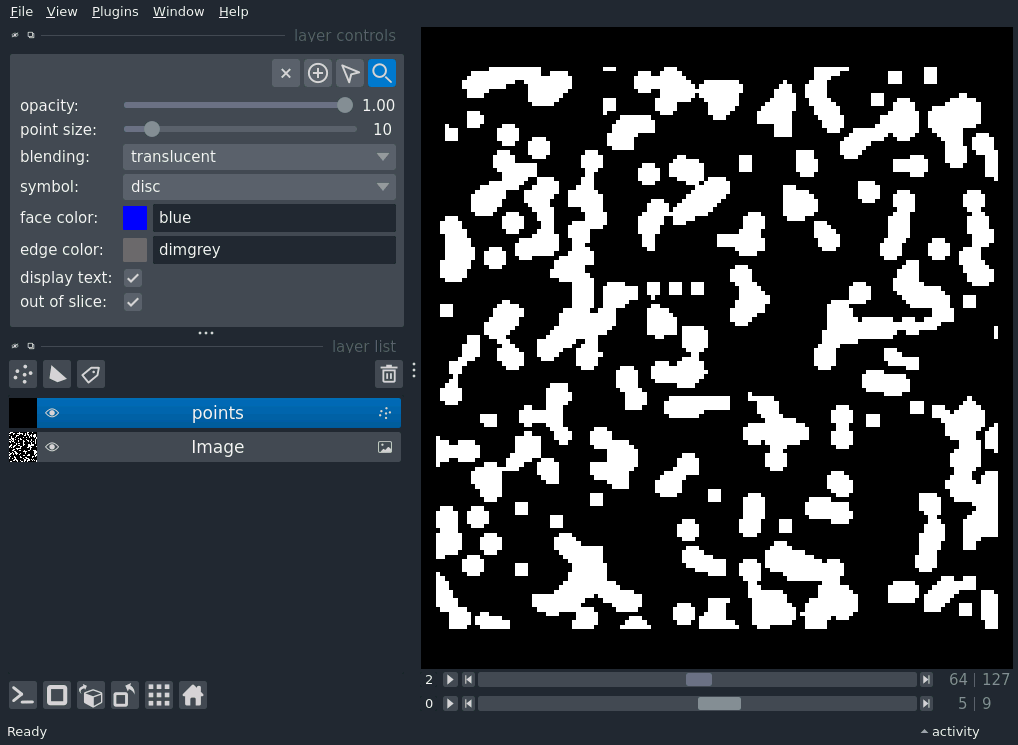 File View Plugins Window Help
layer controls
opacity: 1.00
point size: 10
blending: translucent
symbol: disc
face color: blue
edge color: dimgrey
display text:
out of slice:
layer list
points
Image
2 64 | 127
0 5 | 9
Ready activity